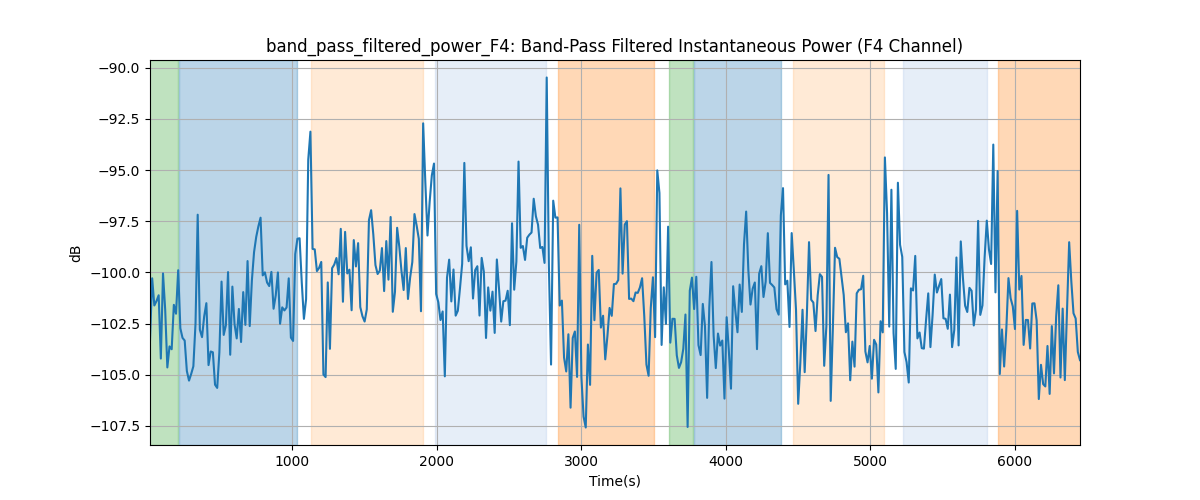 band_pass_filtered_power_F4: Band-Pass Filtered Instantaneous Power (F4 Channel)
−90.0
−92.5
−95.0
−97.5
−100.0
−102.5
−105.0
−107.5
dB
1000 2000 3000 4000 5000 6000
Time(s)